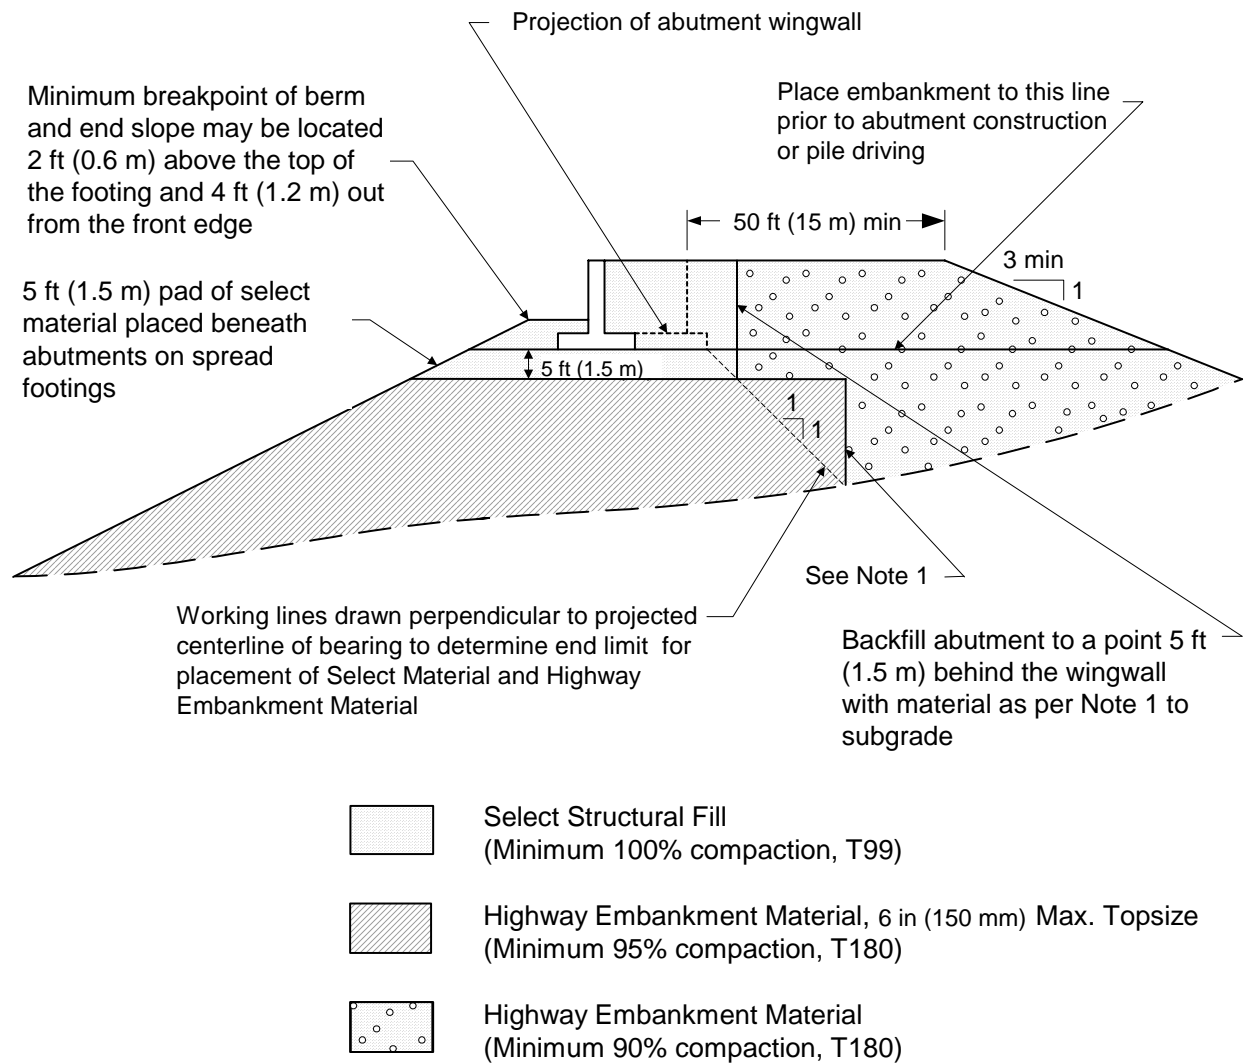 Projection of abutment wingwall
Minimum breakpoint of berm
and end slope may be located
2 ft (0.6 m) above the top of
the footing and 4 ft (1.2 m) out
from the front edge
Place embankment to this line
prior to abutment construction
or pile driving
50 ft (15 m) min
3 min
1
5 ft (1.5 m) pad of select
material placed beneath
abutments on spread
footings
5 ft (1.5 m)
1
1
See Note 1
Working lines drawn perpendicular to projected
centerline of bearing to determine end limit for
placement of Select Material and Highway
Embankment Material
Backfill abutment to a point 5 ft
(1.5 m) behind the wingwall
with material as per Note 1 to
subgrade
Select Structural Fill
(Minimum 100% compaction, T99)
Highway Embankment Material, 6 in (150 mm) Max. Topsize
(Minimum 95% compaction, T180)
Highway Embankment Material
(Minimum 90% compaction, T180)